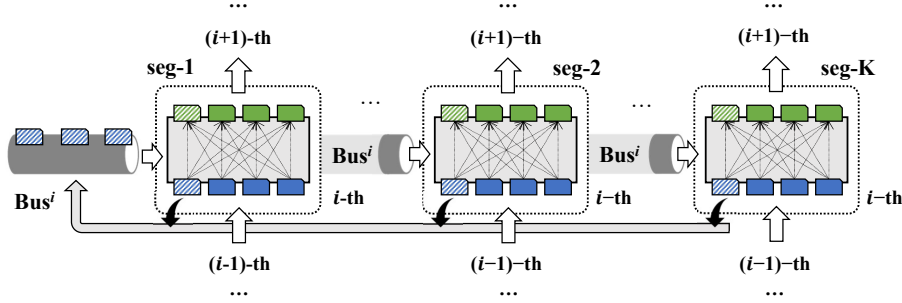 ... ... ...
(i+1)-th (i+1)−th (i+1)−th
seg-1 seg-2 seg-K
... ...
Busⁱ Busⁱ
Busⁱ i-th i−th i−th
(i-1)-th (i−1)−th (i−1)−th
... ... ...